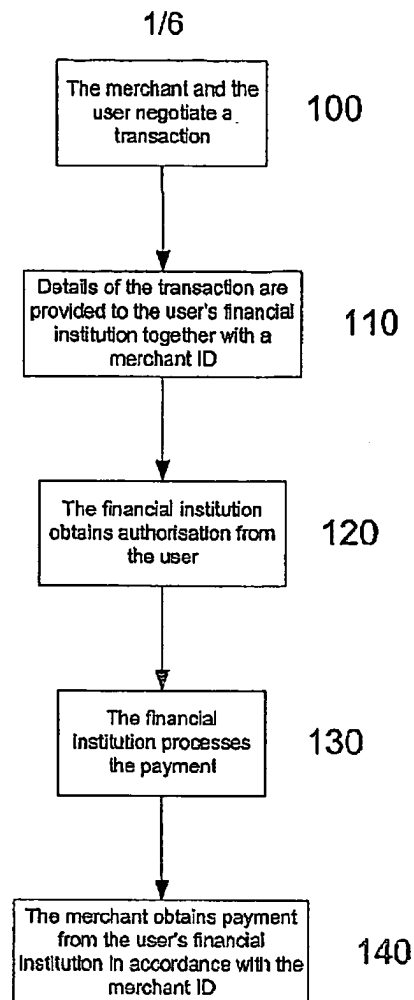 1/6
The merchant and the
user negotiate a
transaction
100
Details of the transaction are
provided to the user's financial
institution together with a
merchant ID
110
The financial institution
obtains authorisation from
the user
120
The financial
institution processes
the payment
130
The merchant obtains payment
from the user's financial
institution in accordance with the
merchant ID
140